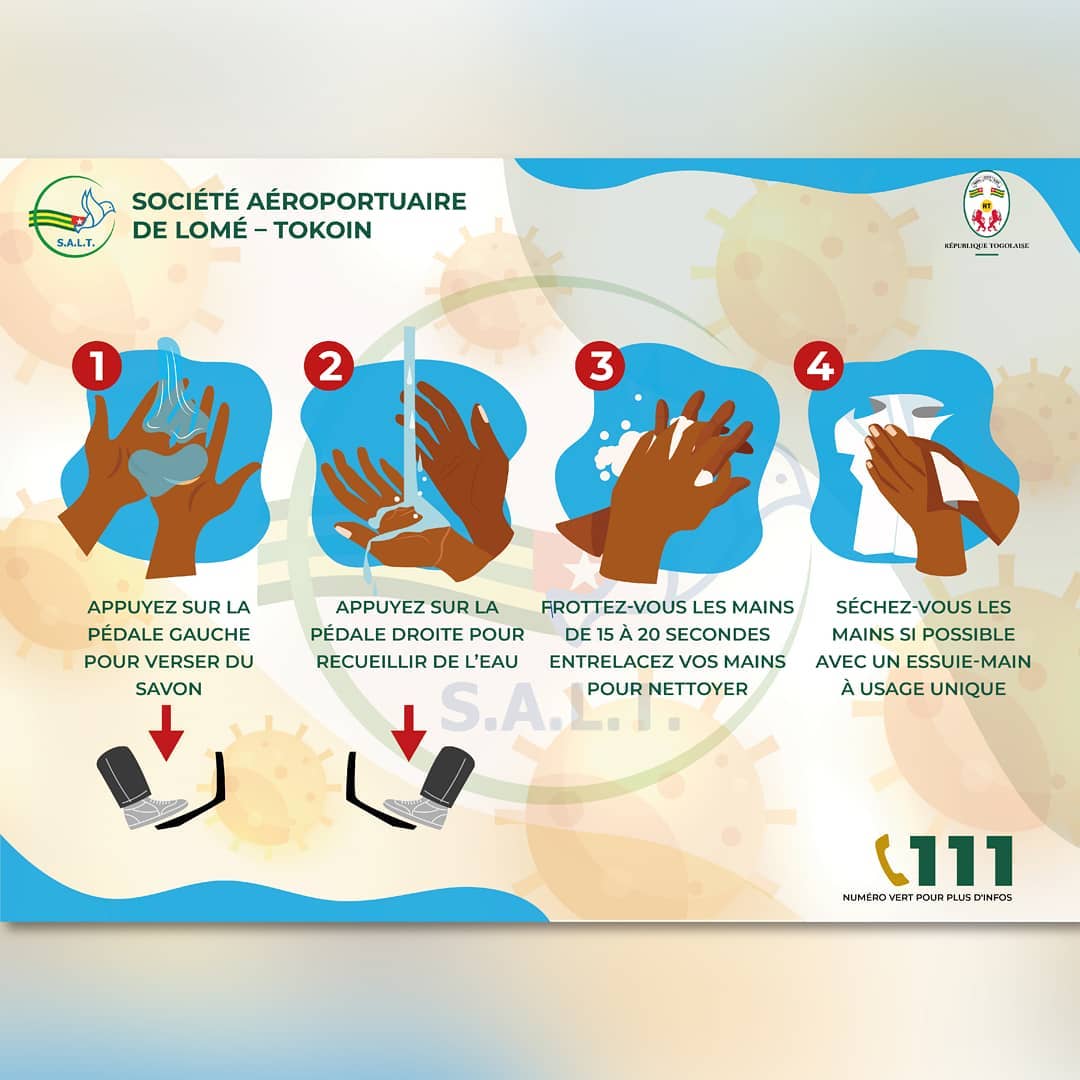 SOCIÉTÉ AÉROPORTUAIRE
DE LOMÉ – TOKOIN
S.A.L.T.
RT
RÉPUBLIQUE TOGOLAISE
1
APPUYEZ SUR LA
PÉDALE GAUCHE
POUR VERSER DU
SAVON
2
APPUYEZ SUR LA
PÉDALE DROITE POUR
RECUEILLIR DE L'EAU
3
FROTTEZ-VOUS LES MAINS
DE 15 À 20 SECONDES
ENTRELACEZ VOS MAINS
POUR NETTOYER
4
SÉCHEZ-VOUS LES
MAINS SI POSSIBLE
AVEC UN ESSUIE-MAIN
À USAGE UNIQUE
S.A.L.T.
111
NUMÉRO VERT POUR PLUS D'INFOS